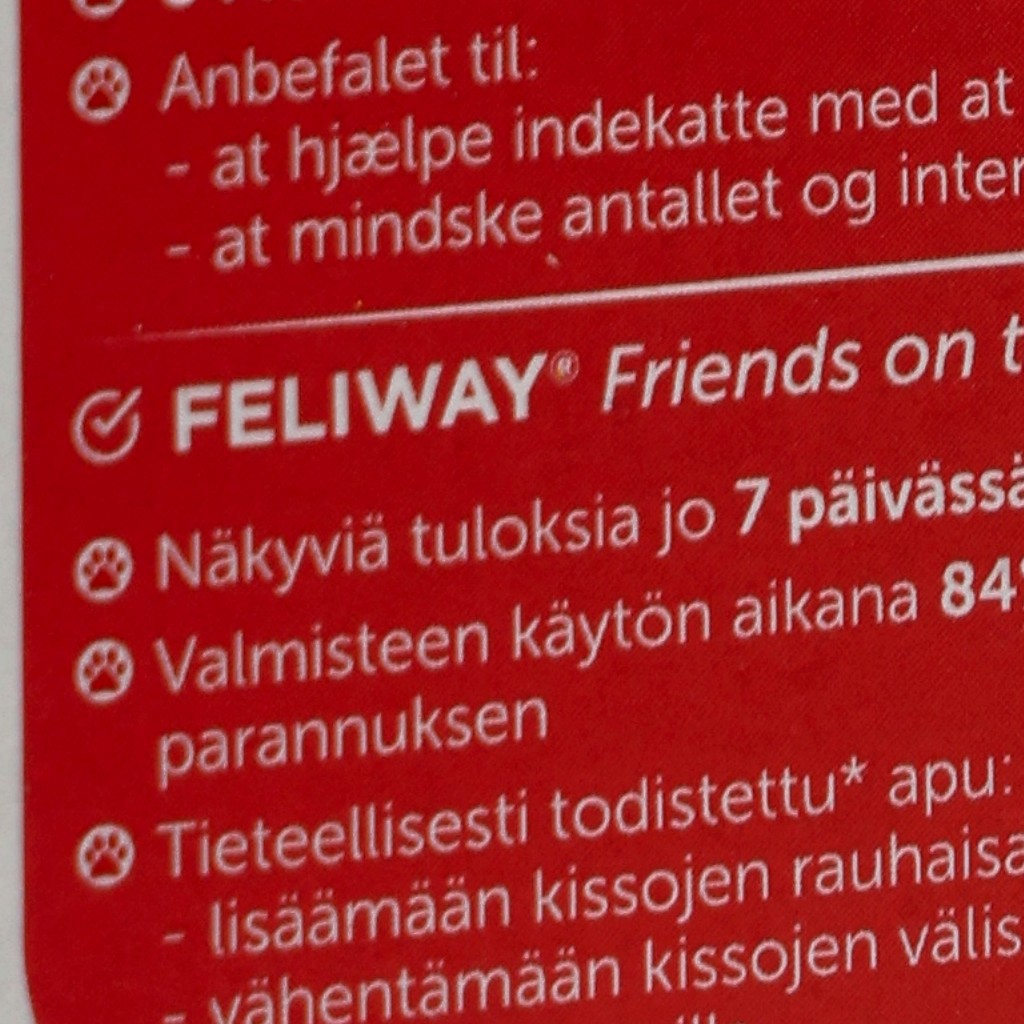 Anbefalet til:
- at hjælpe indekatte med at
- at mindske antallet og inter
FELIWAY® Friends on t
Näkyviä tuloksia jo 7 päivässä
Valmisteen käytön aikana 84
parannuksen
Tieteellisesti todistettu* apu:
- lisäämään kissojen rauhaisa
- vähentämään kissojen välis